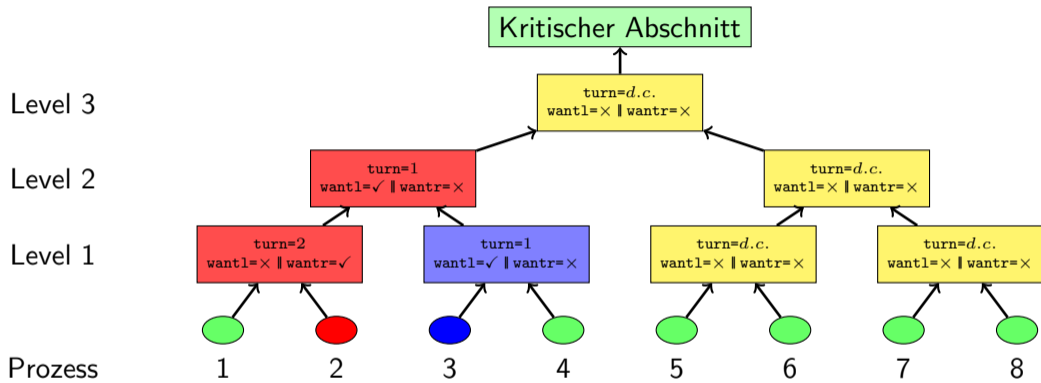 Kritischer Abschnitt
Level 3
turn=d.c.
wantl=× ‖ wantr=×
Level 2
turn=1
wantl=✓ ‖ wantr=×
turn=d.c.
wantl=× ‖ wantr=×
Level 1
turn=2
wantl=× ‖ wantr=✓
turn=1
wantl=✓ ‖ wantr=×
turn=d.c.
wantl=× ‖ wantr=×
turn=d.c.
wantl=× ‖ wantr=×
Prozess 1 2 3 4 5 6 7 8